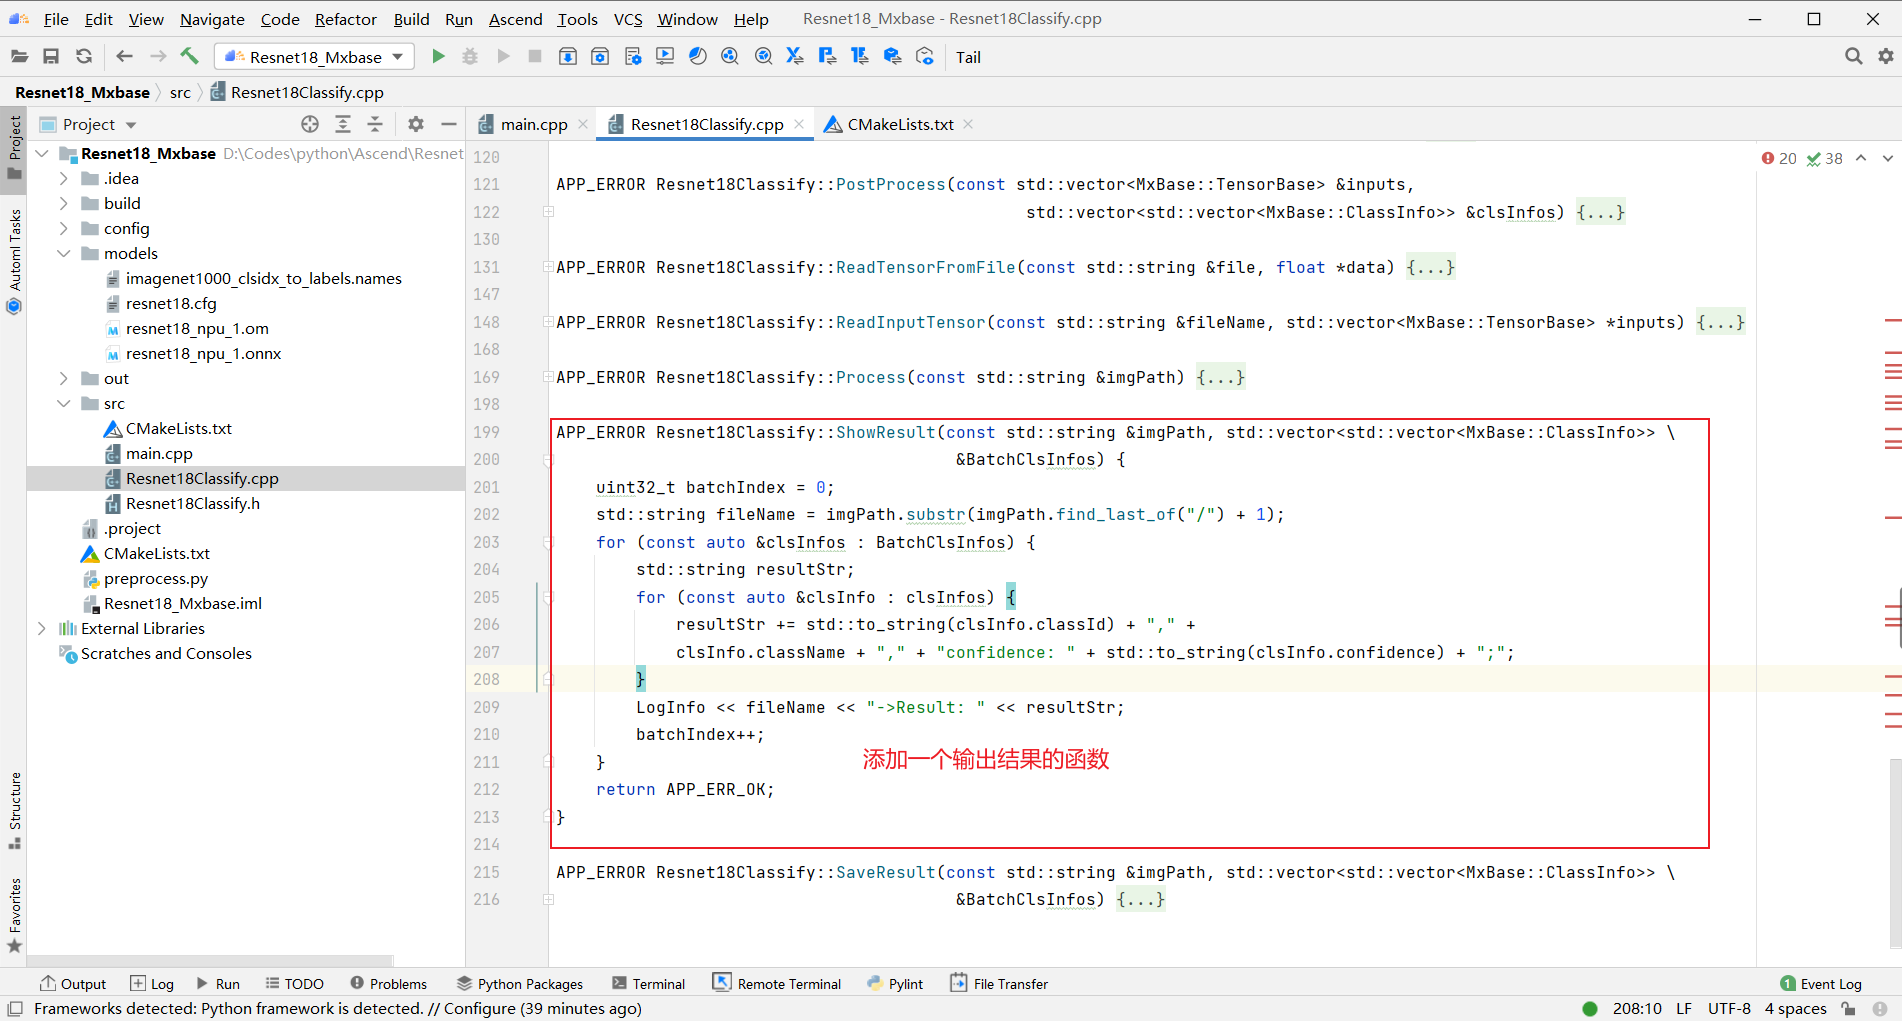 File Edit View Navigate Code Refactor Build Run Ascend Tools VCS Window Help Resnet18_Mxbase - Resnet18Classify.cpp
Resnet18_Mxbase Tail
Resnet18_Mxbase src Resnet18Classify.cpp
Project
main.cpp Resnet18Classify.cpp CMakeLists.txt
Project
Automl Tasks
Structure
Favorites
Resnet18_Mxbase D:\Codes\python\Ascend\Resnet
.idea
build
config
models
imagenet1000_clsidx_to_labels.names
resnet18.cfg
resnet18_npu_1.om
resnet18_npu_1.onnx
out
src
CMakeLists.txt
main.cpp
Resnet18Classify.cpp
Resnet18Classify.h
.project
CMakeLists.txt
preprocess.py
Resnet18_Mxbase.iml
External Libraries
Scratches and Consoles
20 38
120
121 APP_ERROR Resnet18Classify::PostProcess(const std::vector<MxBase::TensorBase> &inputs,
122 std::vector<std::vector<MxBase::ClassInfo>> &clsInfos) {...}
130
131 APP_ERROR Resnet18Classify::ReadTensorFromFile(const std::string &file, float *data) {...}
147
148 APP_ERROR Resnet18Classify::ReadInputTensor(const std::string &fileName, std::vector<MxBase::TensorBase> *inputs) {...}
168
169 APP_ERROR Resnet18Classify::Process(const std::string &imgPath) {...}
198
199 APP_ERROR Resnet18Classify::ShowResult(const std::string &imgPath, std::vector<std::vector<MxBase::ClassInfo>> \
200 &BatchClsInfos) {
201 uint32_t batchIndex = 0;
202 std::string fileName = imgPath.substr(imgPath.find_last_of("/") + 1);
203 for (const auto &clsInfos : BatchClsInfos) {
204 std::string resultStr;
205 for (const auto &clsInfo : clsInfos) {
206 resultStr += std::to_string(clsInfo.classId) + "," +
207 clsInfo.className + "," + "confidence: " + std::to_string(clsInfo.confidence) + ";";
208 }
209 LogInfo << fileName << "->Result: " << resultStr;
210 batchIndex++;
211 }
添加一个输出结果的函数
212 return APP_ERR_OK;
213 }
214
215 APP_ERROR Resnet18Classify::SaveResult(const std::string &imgPath, std::vector<std::vector<MxBase::ClassInfo>> \
216 &BatchClsInfos) {...}
Output Log Run TODO Problems Python Packages Terminal Remote Terminal Pylint File Transfer 1 Event Log
Frameworks detected: Python framework is detected. // Configure (39 minutes ago) 208:10 LF UTF-8 4 spaces